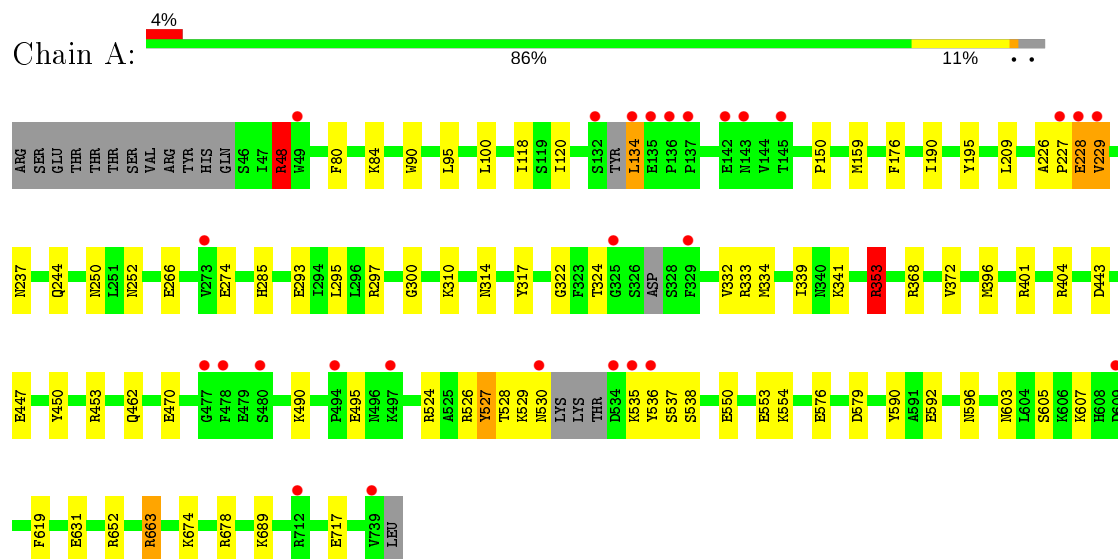 4%
Chain A:
86% 11% • •
ARG SER GLU THR THR THR SER VAL ARG TYR HIS GLN S46 I47 R48 W49 F80 K84 W90 L95 L100 I118 S119 I120 S132 TYR L134 E135 P136 P137 E142 N143 V144 T145 P150 M159 F176 I190 Y195 L209 A226 P227 E228 V229
N237 Q244 N250 L251 N252 E266 V273 E274 H285 E293 I294 L295 L296 R297 G300 K310 N314 Y317 G322 F323 T324 G325 S326 ASP S328 F329 V332 R333 M334 I339 N340 K341 R353 R368 V372 M396 R401 R404 D443
E447 Y450 R453 Q462 E470 G477 F478 E479 S480 K490 P494 E495 N496 K497 R524 A525 R526 Y527 T528 K529 N530 LYS LYS THR D534 K535 Y536 S537 S538 E550 E553 K554 E576 D579 Y590 A591 E592 N596 N603 L604 S605 K606 K607 H608 D609
F619 E631 R652 R663 K674 R678 K689 R712 E717 V739 LEU